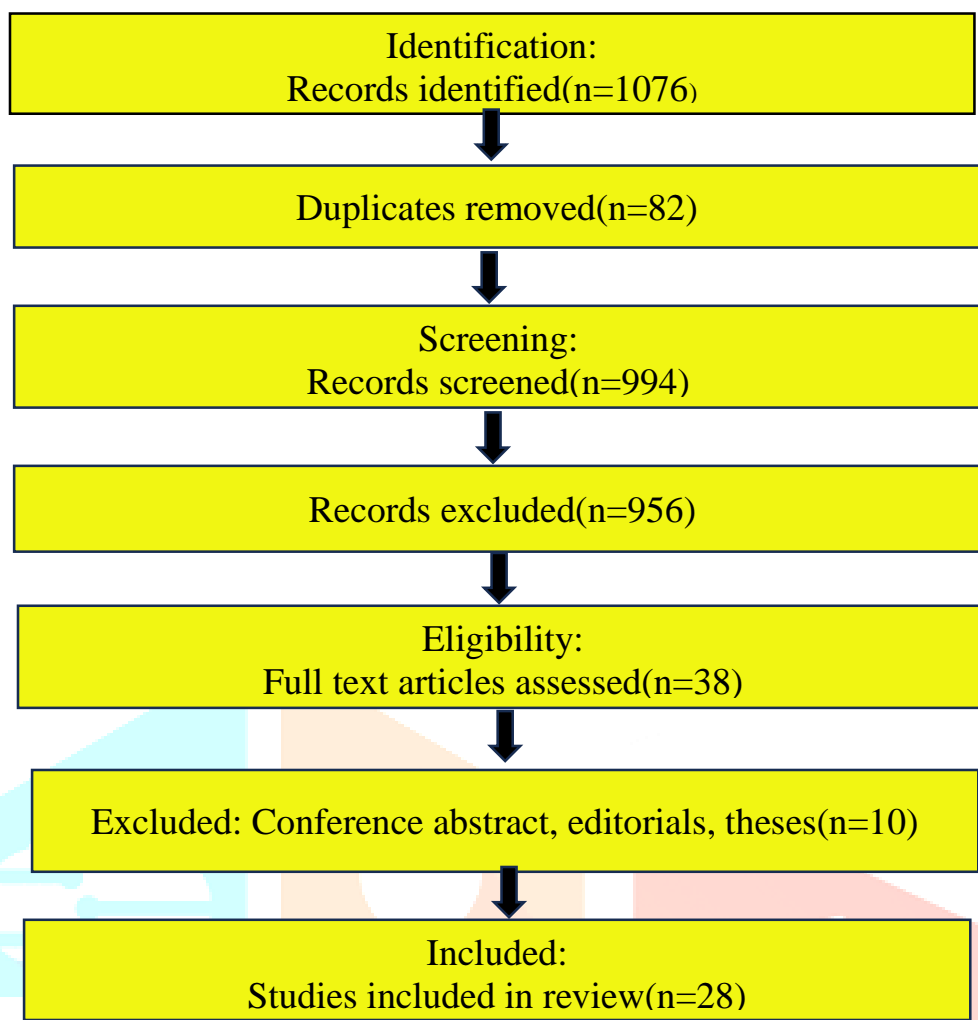 Identification:
Records identified(n=1076)
Duplicates removed(n=82)
Screening:
Records screened(n=994)
Records excluded(n=956)
Eligibility:
Full text articles assessed(n=38)
Excluded: Conference abstract, editorials, theses(n=10)
Included:
Studies included in review(n=28)